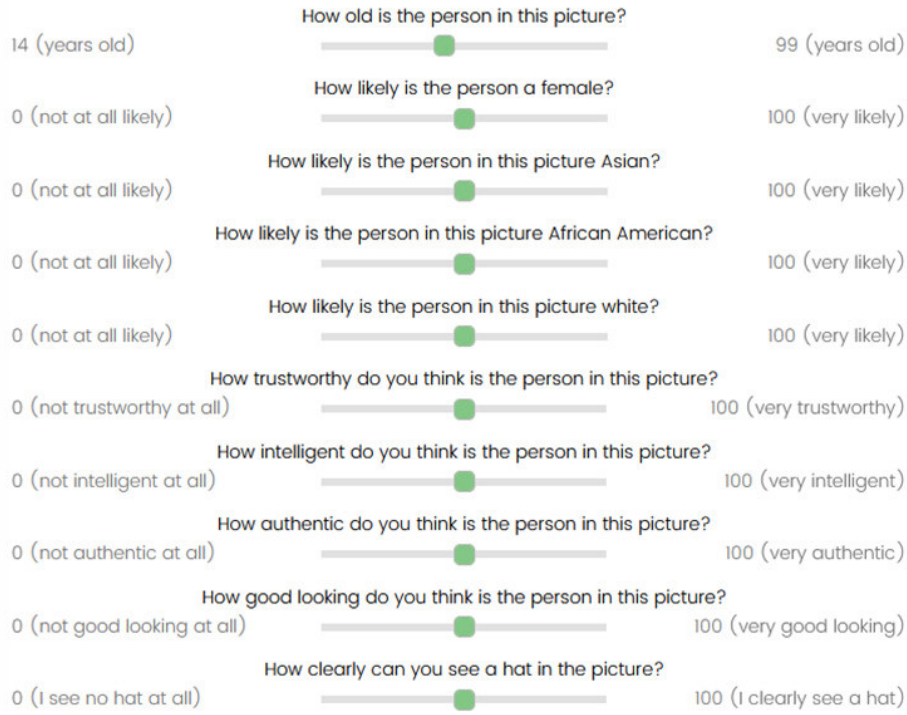 How old is the person in this picture?
14 (years old) 99 (years old)
How likely is the person a female?
0 (not at all likely) 100 (very likely)
How likely is the person in this picture Asian?
0 (not at all likely) 100 (very likely)
How likely is the person in this picture African American?
0 (not at all likely) 100 (very likely)
How likely is the person in this picture white?
0 (not at all likely) 100 (very likely)
How trustworthy do you think is the person in this picture?
0 (not trustworthy at all) 100 (very trustworthy)
How intelligent do you think is the person in this picture?
0 (not intelligent at all) 100 (very intelligent)
How authentic do you think is the person in this picture?
0 (not authentic at all) 100 (very authentic)
How good looking do you think is the person in this picture?
0 (not good looking at all) 100 (very good looking)
How clearly can you see a hat in the picture?
0 (I see no hat at all) 100 (I clearly see a hat)